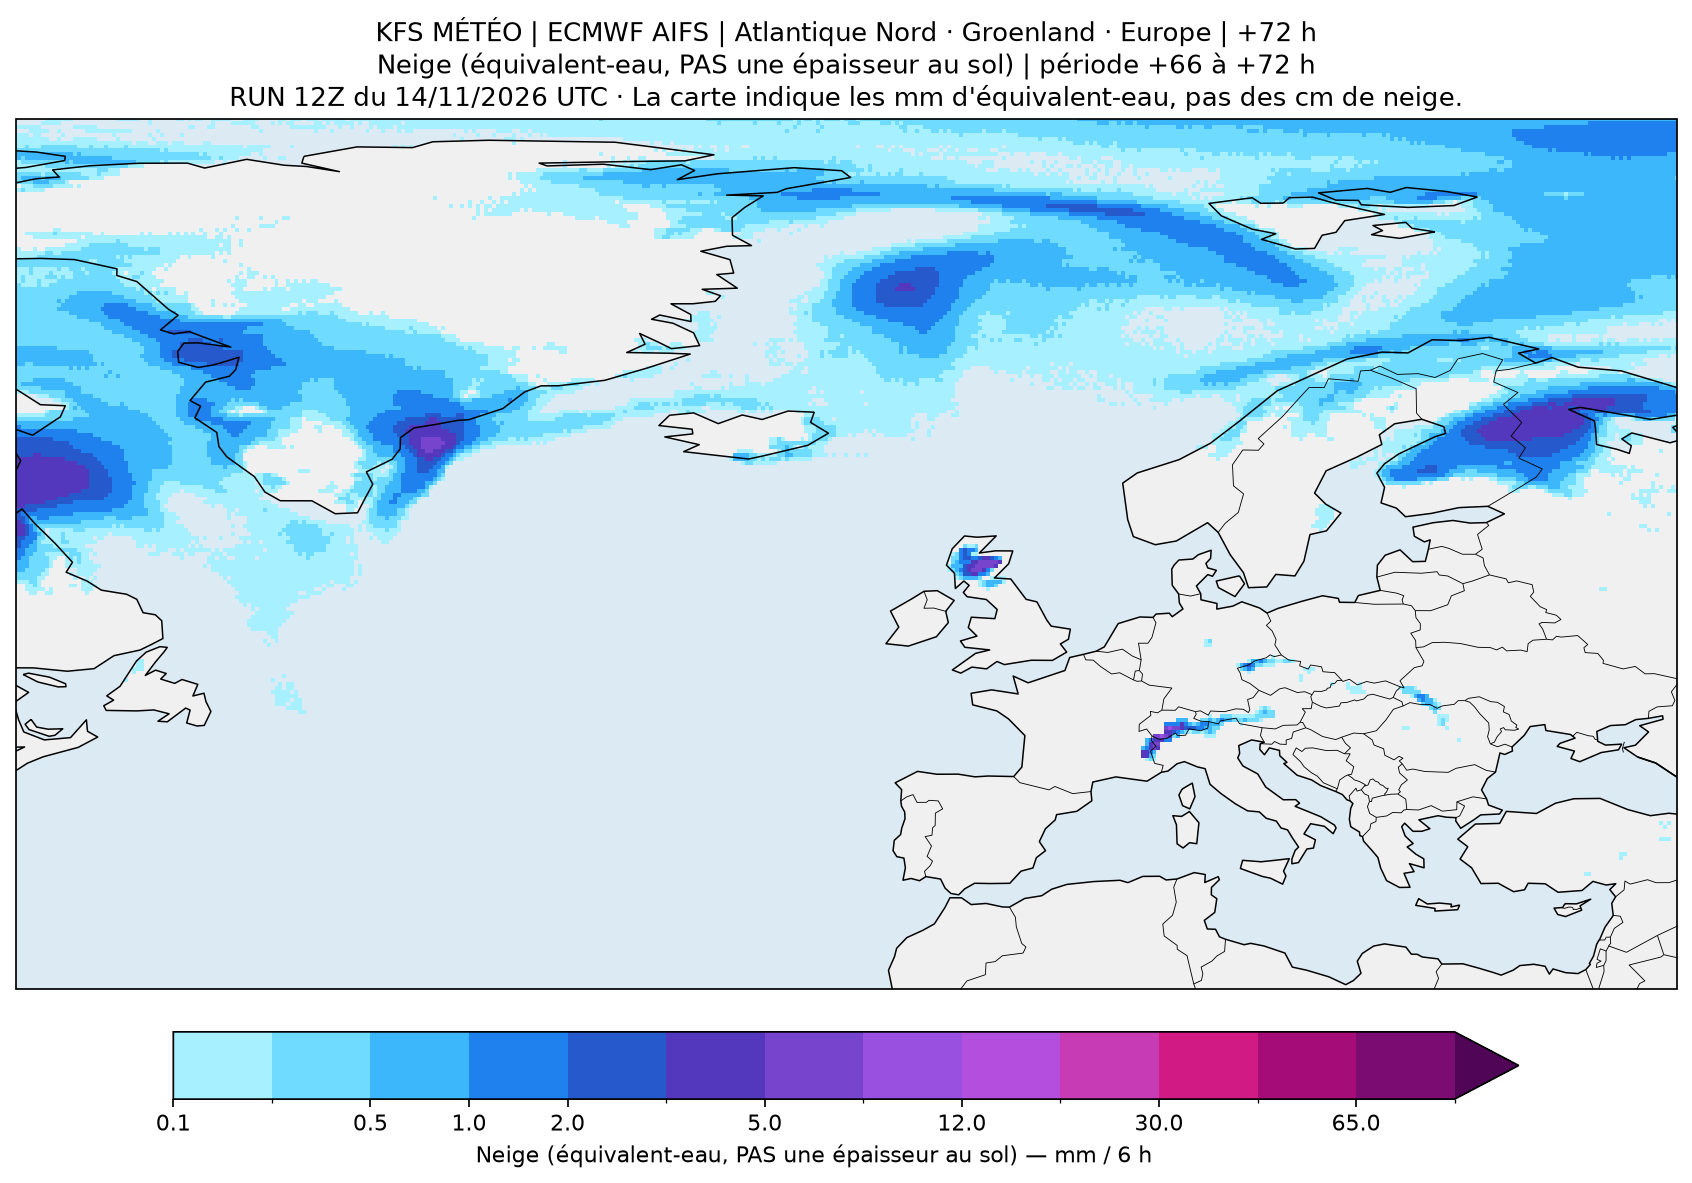 KFS MÉTÉO | ECMWF AIFS | Atlantique Nord · Groenland · Europe | +72 h
Neige (équivalent-eau, PAS une épaisseur au sol) | période +66 à +72 h
RUN 12Z du 14/11/2026 UTC · La carte indique les mm d'équivalent-eau, pas des cm de neige.
0.1 0.5 1.0 2.0 5.0 12.0 30.0 65.0
Neige (équivalent-eau, PAS une épaisseur au sol) — mm / 6 h